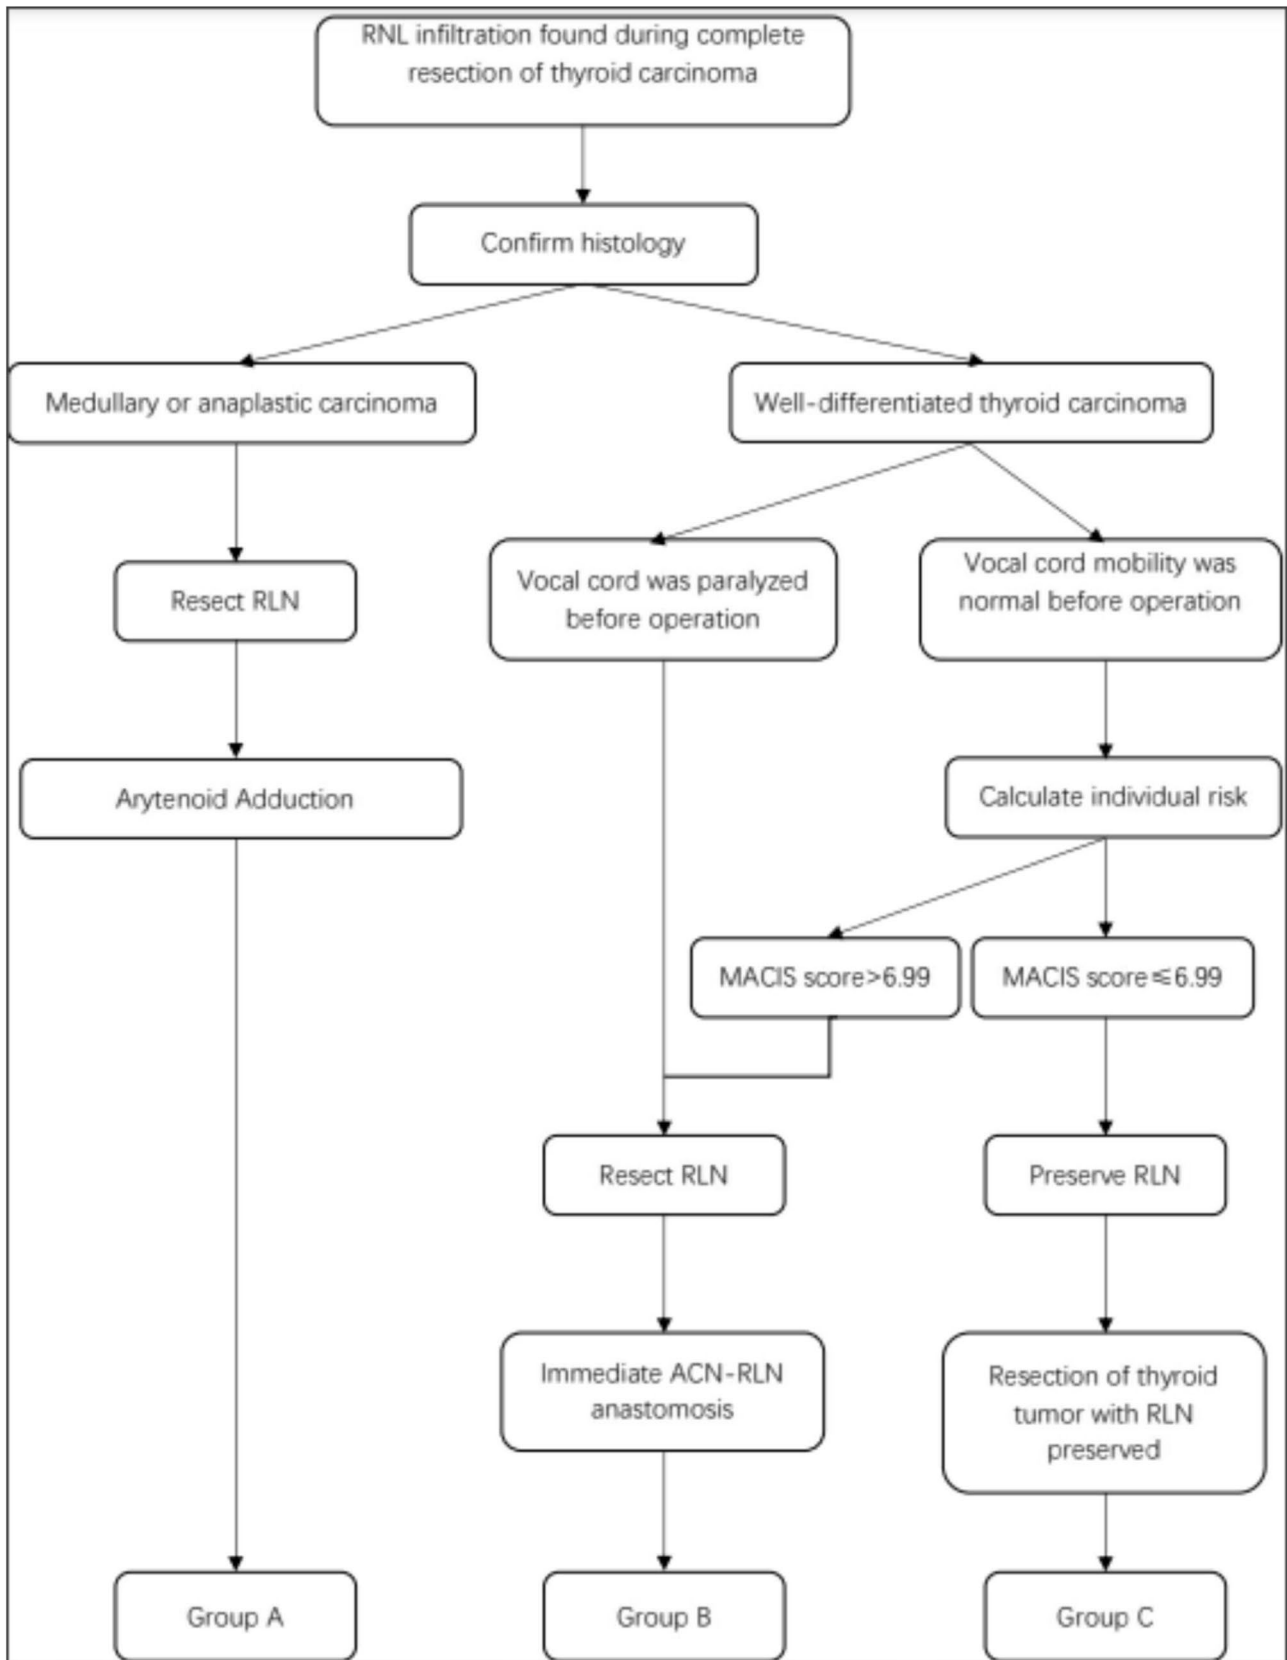 RNL infiltration found during complete
resection of thyroid carcinoma
Confirm histology
Medullary or anaplastic carcinoma
Well-differentiated thyroid carcinoma
Vocal cord was paralyzed
before operation
Vocal cord mobility was
normal before operation
Resect RLN
Arytenoid Adduction
Calculate individual risk
MACIS score>6.99
MACIS score≤6.99
Resect RLN
Preserve RLN
Immediate ACN-RLN
anastomosis
Resection of thyroid
tumor with RLN
preserved
Group A
Group B
Group C